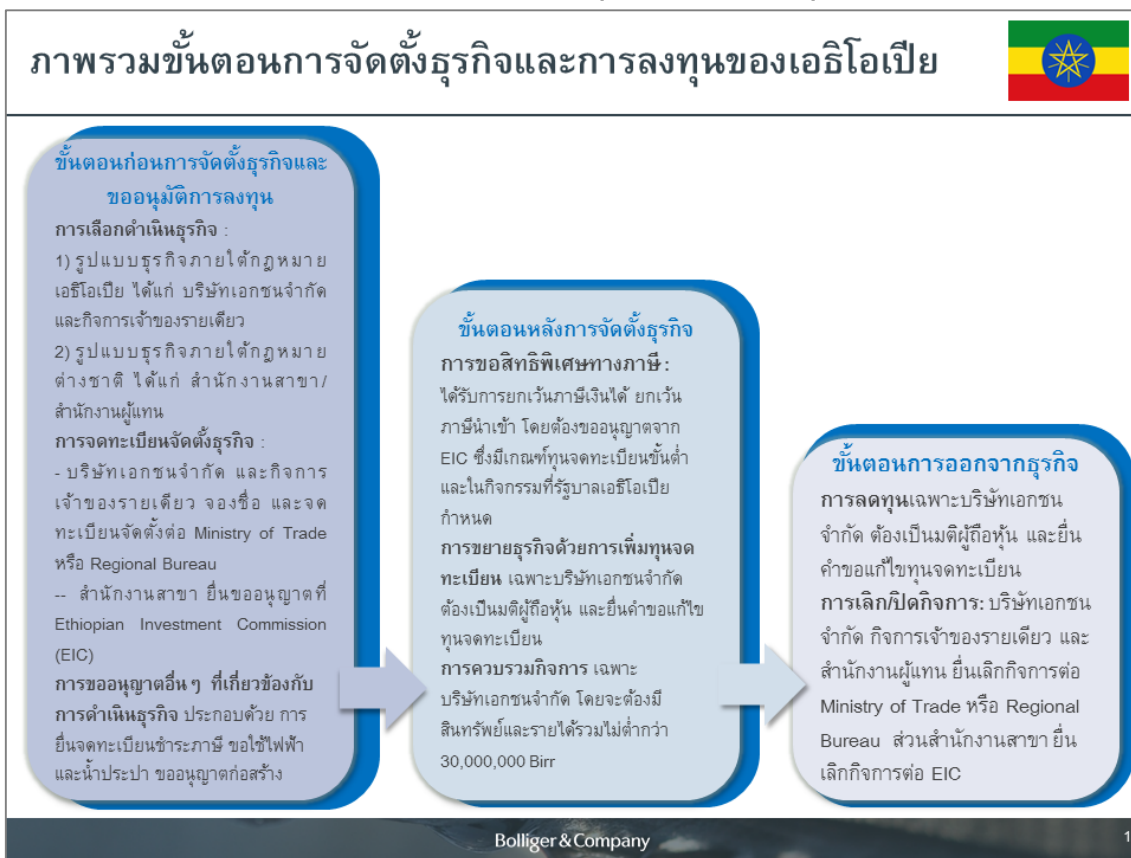 ภาพรวมขั้นตอนการจัดตั้งธุรกิจและการลงทุนของเอธิโอเปีย
ขั้นตอนก่อนการจัดตั้งธุรกิจและ
ขออนุมัติการลงทุน
การเลือกดำเนินธุรกิจ :
1) รูปแบบธุรกิจภายใต้กฎหมาย
เอธิโอเปีย ได้แก่ บริษัทเอกชนจำกัด
และกิจการเจ้าของรายเดียว
2) รูปแบบธุรกิจภายใต้กฎหมาย
ต่างชาติ ได้แก่ สำนักงานสาขา/
สำนักงานผู้แทน
การจดทะเบียนจัดตั้งธุรกิจ :
- บริษัทเอกชนจำกัด และกิจการ
เจ้าของรายเดียว จองชื่อ และจด
ทะเบียนจัดตั้งต่อ Ministry of Trade
หรือ Regional Bureau
-- สำนักงานสาขา ยื่นขออนุญาตที่
Ethiopian Investment Commission
(EIC)
การขออนุญาตอื่นๆ ที่เกี่ยวข้องกับ
การดำเนินธุรกิจ ประกอบด้วย การ
ยื่นจดทะเบียนชำระภาษี ขอใช้ไฟฟ้า
และน้ำประปา ขออนุญาตก่อสร้าง
ขั้นตอนหลังการจัดตั้งธุรกิจ
การขอสิทธิพิเศษทางภาษี :
ได้รับการยกเว้นภาษีเงินได้ ยกเว้น
ภาษีนำเข้า โดยต้องขออนุญาตจาก
EIC ซึ่งมีเกณฑ์ทุนจดทะเบียนขั้นต่ำ
และในกิจกรรมที่รัฐบาลเอธิโอเปีย
กำหนด
การขยายธุรกิจด้วยการเพิ่มทุนจด
ทะเบียน เฉพาะบริษัทเอกชนจำกัด
ต้องเป็นมติผู้ถือหุ้น และยื่นคำขอแก้ไข
ทุนจดทะเบียน
การควบรวมกิจการ เฉพาะ
บริษัทเอกชนจำกัด โดยจะต้องมี
สินทรัพย์และรายได้รวมไม่ต่ำกว่า
30,000,000 Birr
ขั้นตอนการออกจากธุรกิจ
การลดทุนเฉพาะบริษัทเอกชน
จำกัด ต้องเป็นมติผู้ถือหุ้น และยื่น
คำขอแก้ไขทุนจดทะเบียน
การเลิก/ปิดกิจการ: บริษัทเอกชน
จำกัด กิจการเจ้าของรายเดียว และ
สำนักงานผู้แทน ยื่นเลิกกิจการต่อ
Ministry of Trade หรือ Regional
Bureau ส่วนสำนักงานสาขา ยื่น
เลิกกิจการต่อ EIC
Bolliger & Company
1